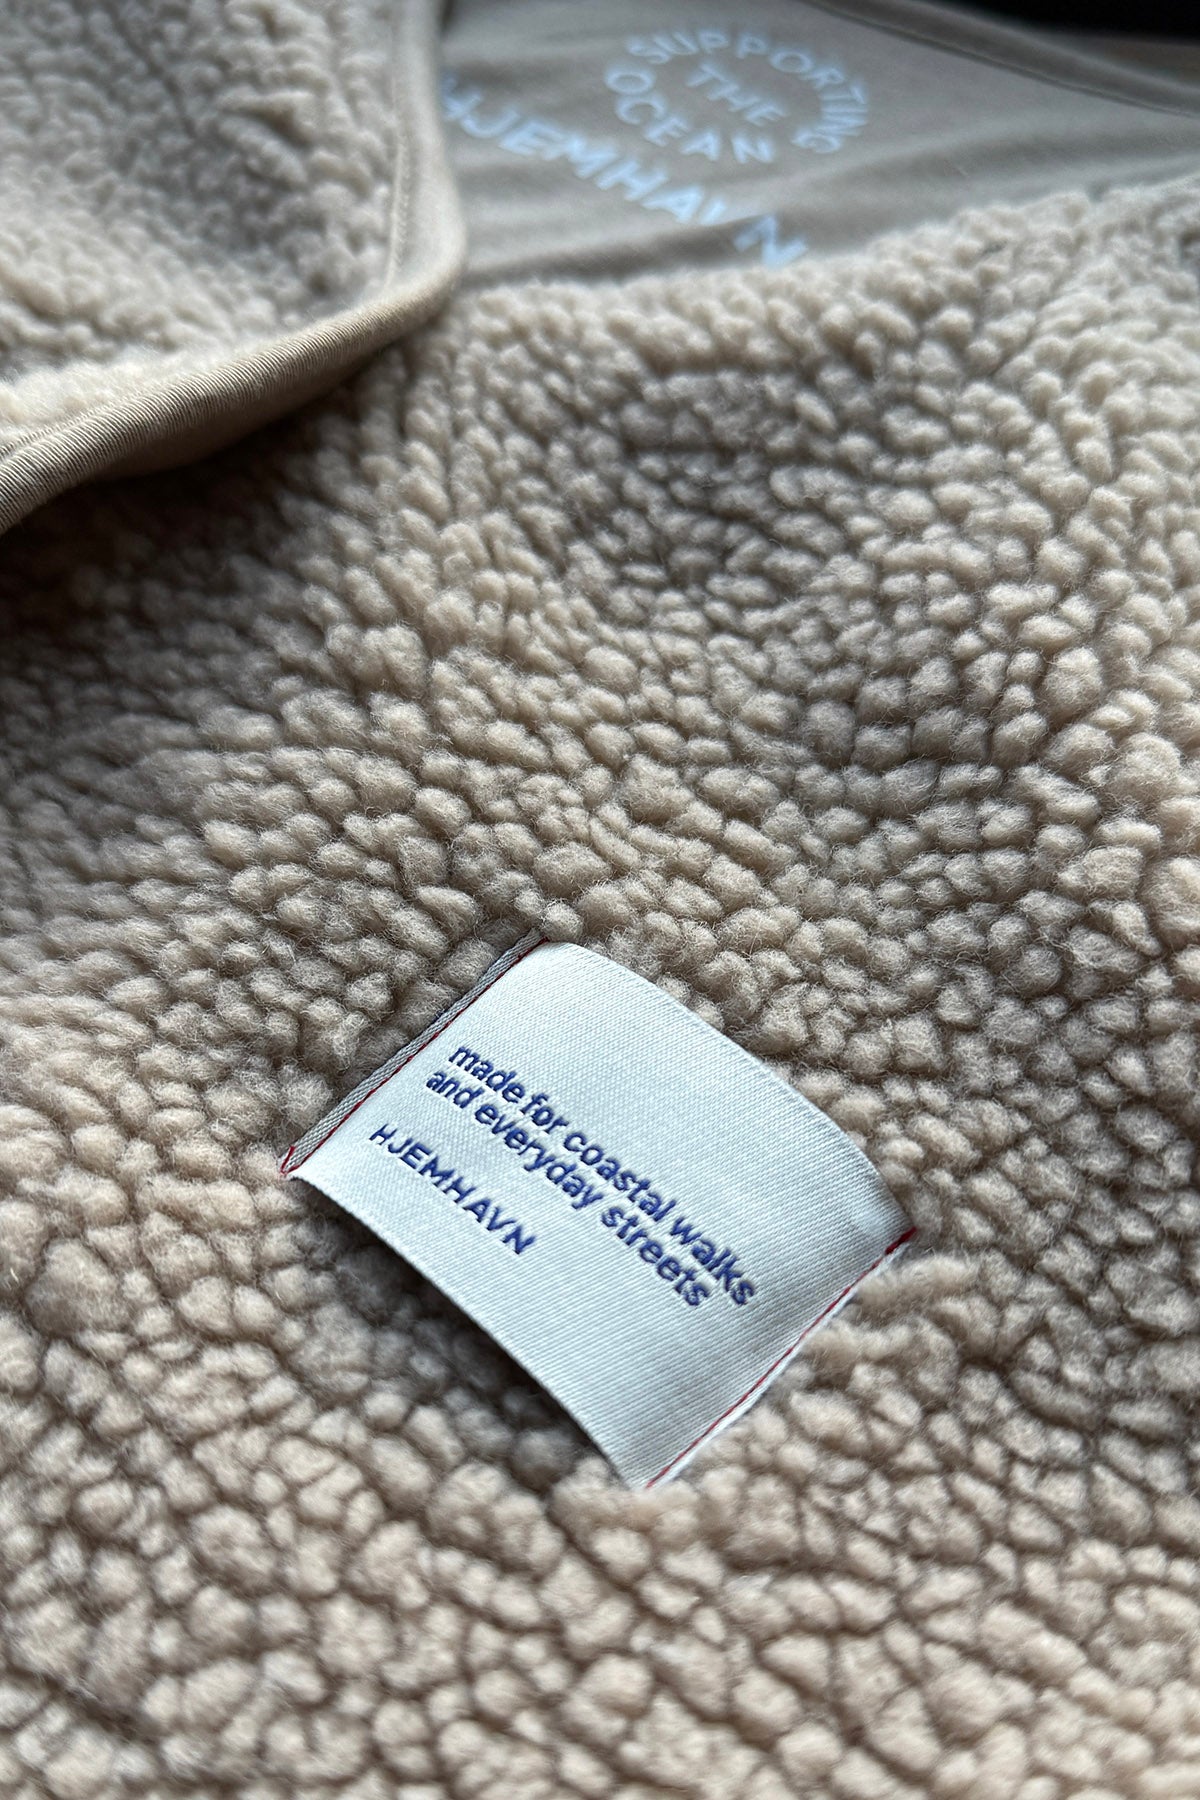 SUPPORTING
THE
OCEAN
HJEMHAVN
made for coastal walks
and everyday streets
HJEMHAVN